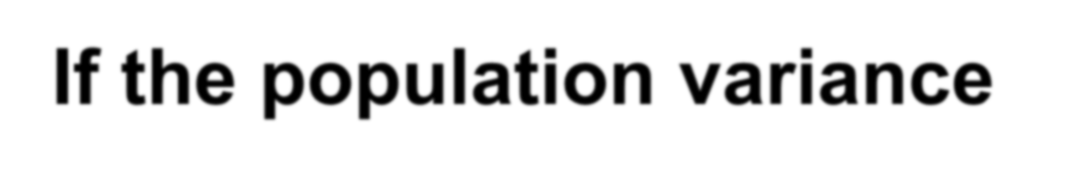 If the population variance